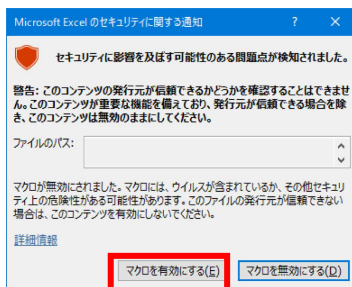 Microsoft Excel のセキュリティに関する通知 ? ×
セキュリティに影響を及ぼす可能性のある問題点が検知されました。
警告: このコンテンツの発行元が信頼できるかどうかを確認することはできませ
ん。このコンテンツが重要な機能を備えており、発行元が信頼できる場合を除
き、このコンテンツは無効のままにしてください。
ファイルのパス:
マクロが無効にされました。マクロには、ウイルスが含まれているか、その他セキュリ
ティ上の危険性がある可能性があります。このファイルの発行元が信頼できない
場合は、このコンテンツを有効にしないでください。
詳細情報
マクロを有効にする(E) マクロを無効にする(D)